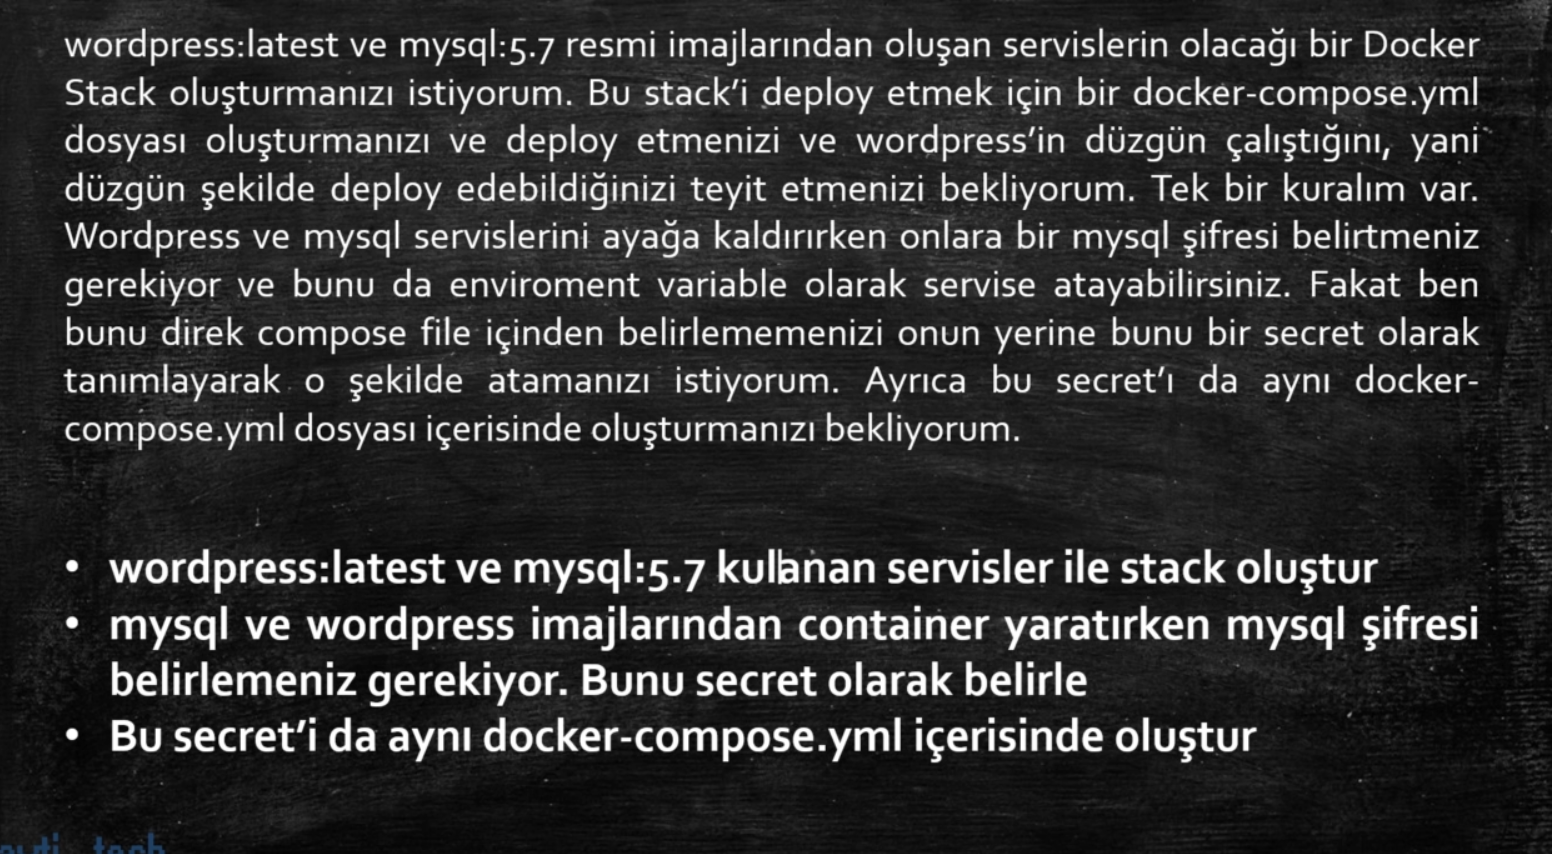 wordpress:latest ve mysql:5.7 resmi imajlarından oluşan servislerin olacağı bir Docker
Stack oluşturmanızı istiyorum. Bu stack’i deploy etmek için bir docker-compose.yml
dosyası oluşturmanızı ve deploy etmenizi ve wordpress’in düzgün çalıştığını, yani
düzgün şekilde deploy edebildiğinizi teyit etmenizi bekliyorum. Tek bir kuralım var.
Wordpress ve mysql servislerini ayağa kaldırırken onlara bir mysql şifresi belirtmeniz
gerekiyor ve bunu da enviroment variable olarak servise atayabilirsiniz. Fakat ben
bunu direk compose file içinden belirlememenizi onun yerine bunu bir secret olarak
tanımlayarak o şekilde atamanızı istiyorum. Ayrıca bu secret’ı da aynı docker-
compose.yml dosyası içerisinde oluşturmanızı bekliyorum.
• wordpress:latest ve mysql:5.7 kullanan servisler ile stack oluştur
• mysql ve wordpress imajlarından container yaratırken mysql şifresi
belirlemeniz gerekiyor. Bunu secret olarak belirle
• Bu secret’i da aynı docker-compose.yml içerisinde oluştur